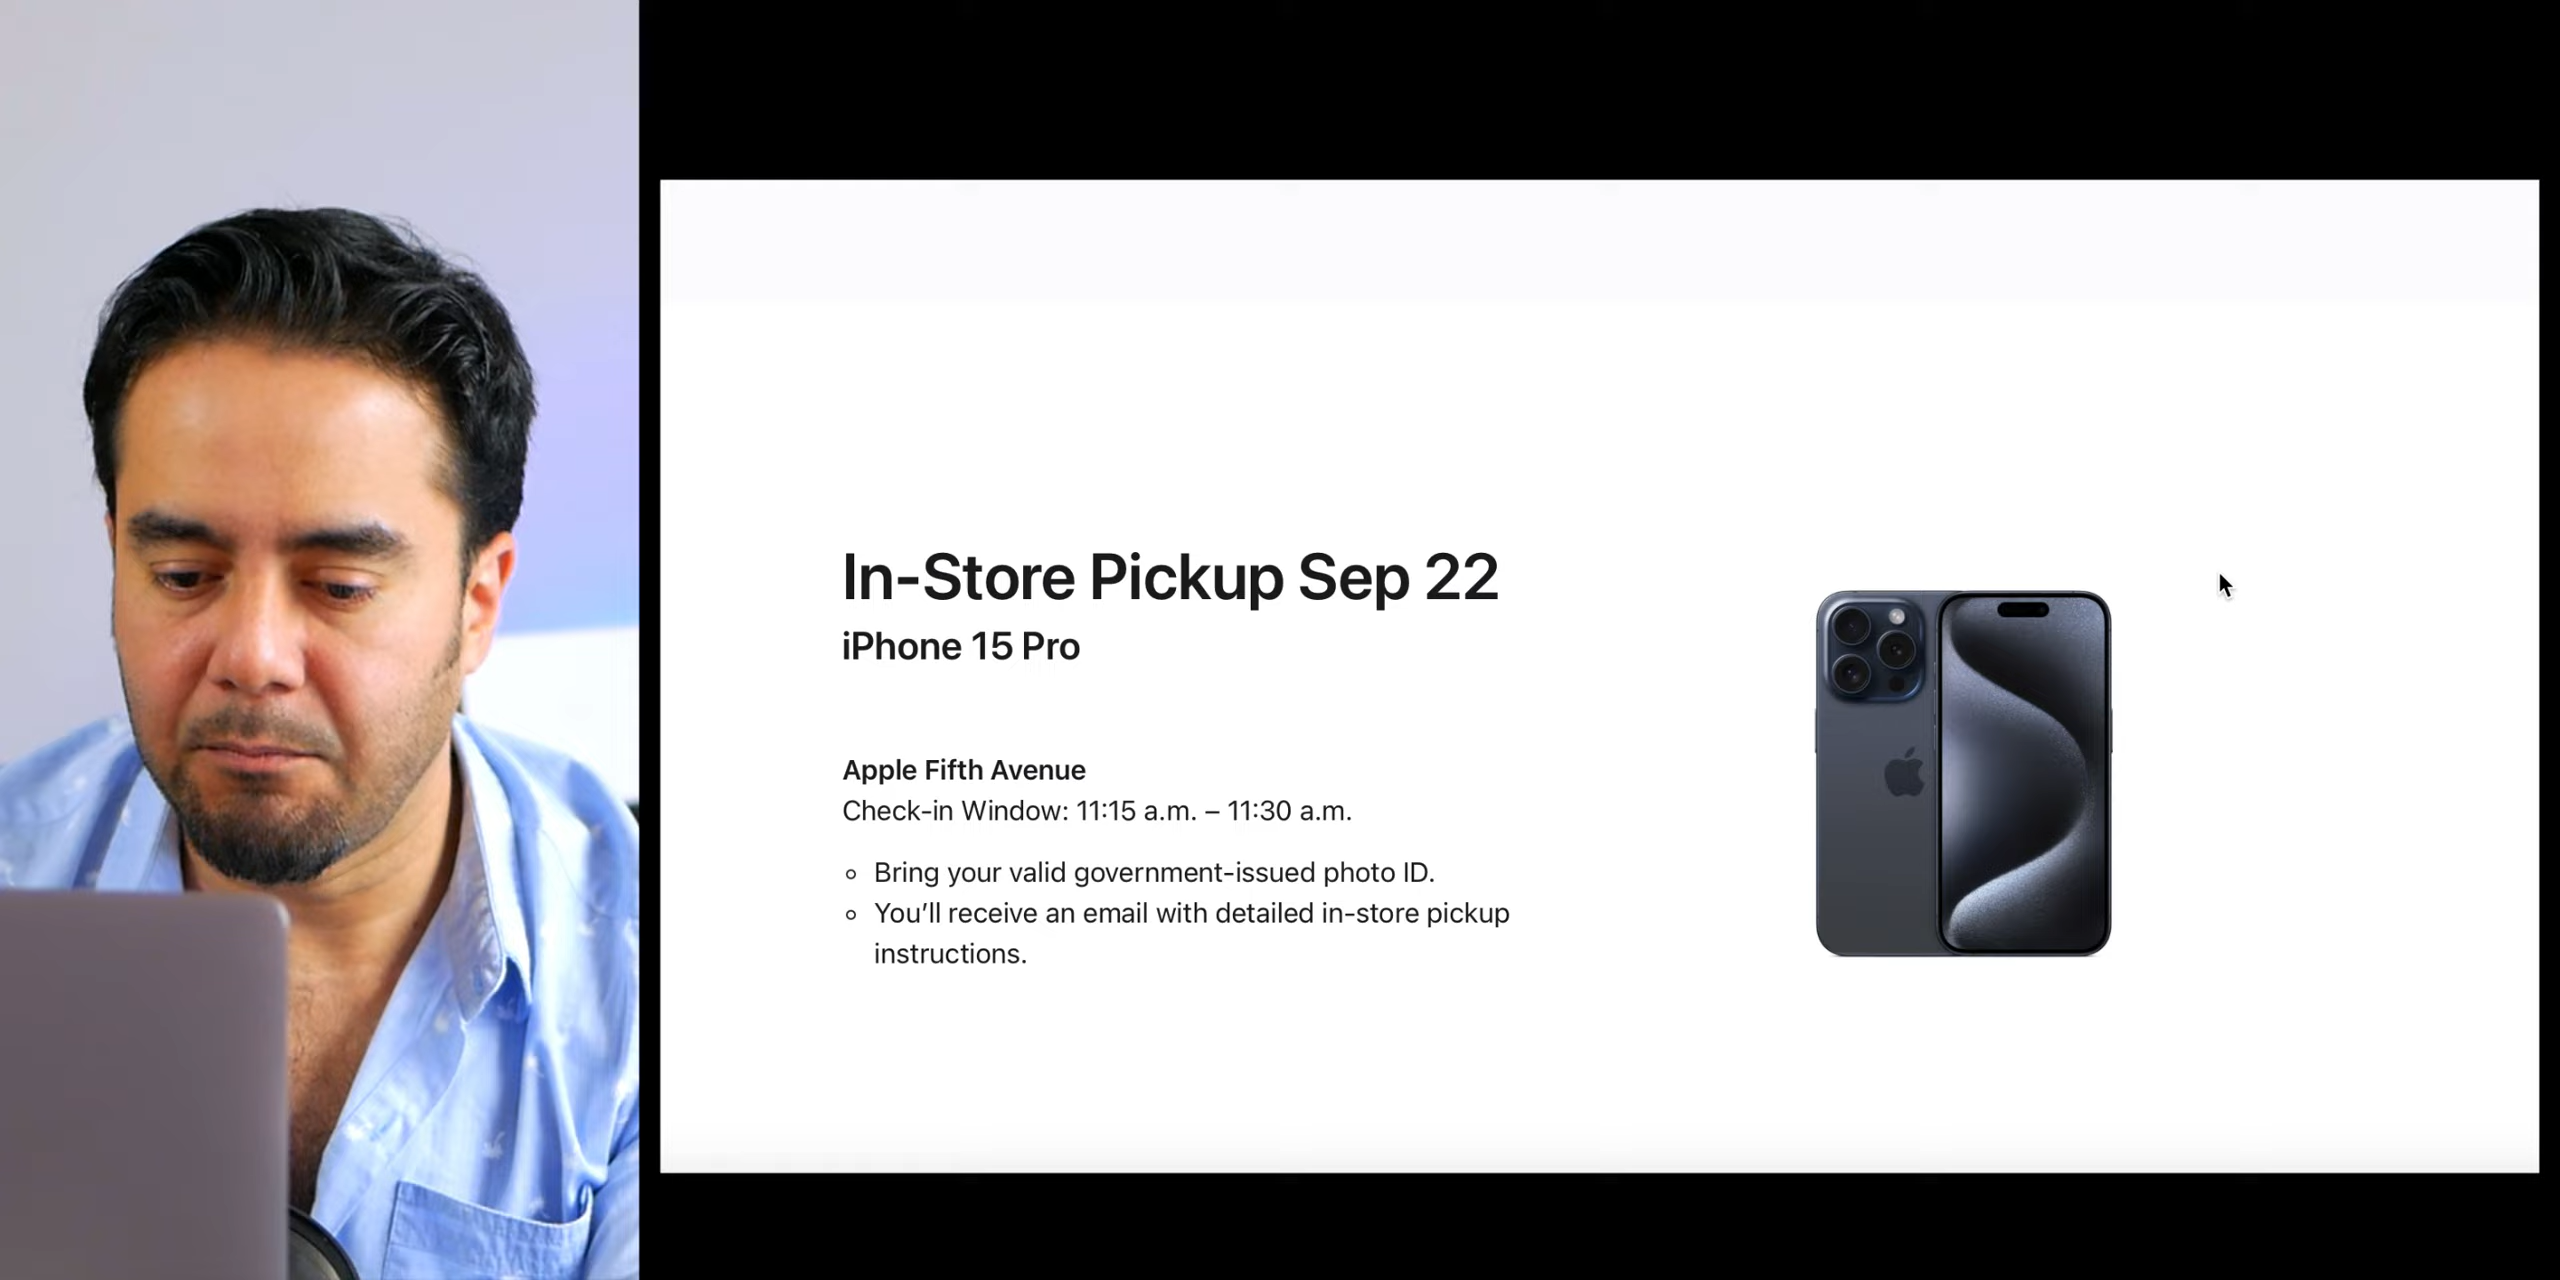 In-Store Pickup Sep 22
iPhone 15 Pro
Apple Fifth Avenue
Check-in Window: 11:15 a.m. – 11:30 a.m.
Bring your valid government-issued photo ID.
You’ll receive an email with detailed in-store pickup
instructions.